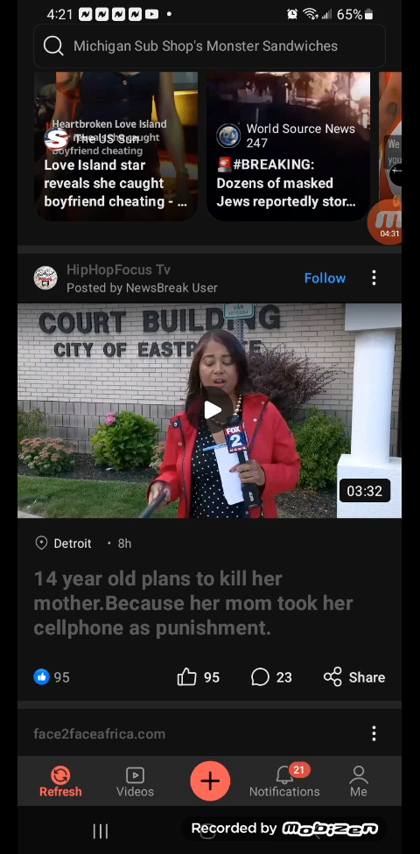 4:21
65%
Michigan Sub Shop's Monster Sandwiches
Heartbroken Love Island
The US Sun
boyfriend cheating
Love Island star
reveals she caught
boyfriend cheating - ...
World Source News
247
🚨#BREAKING:
Dozens of masked
Jews reportedly stor...
We
you
04:31
HipHopFocus Tv
Posted by NewsBreak User
Follow
COURT BUILDING
CITY OF EASTPOINTE
FOX
2
03:32
Detroit • 8h
14 year old plans to kill her
mother.Because her mom took her
cellphone as punishment.
95
95
23
Share
face2faceafrica.com
21
Refresh
Videos
Notifications
Me
Recorded by mobizen